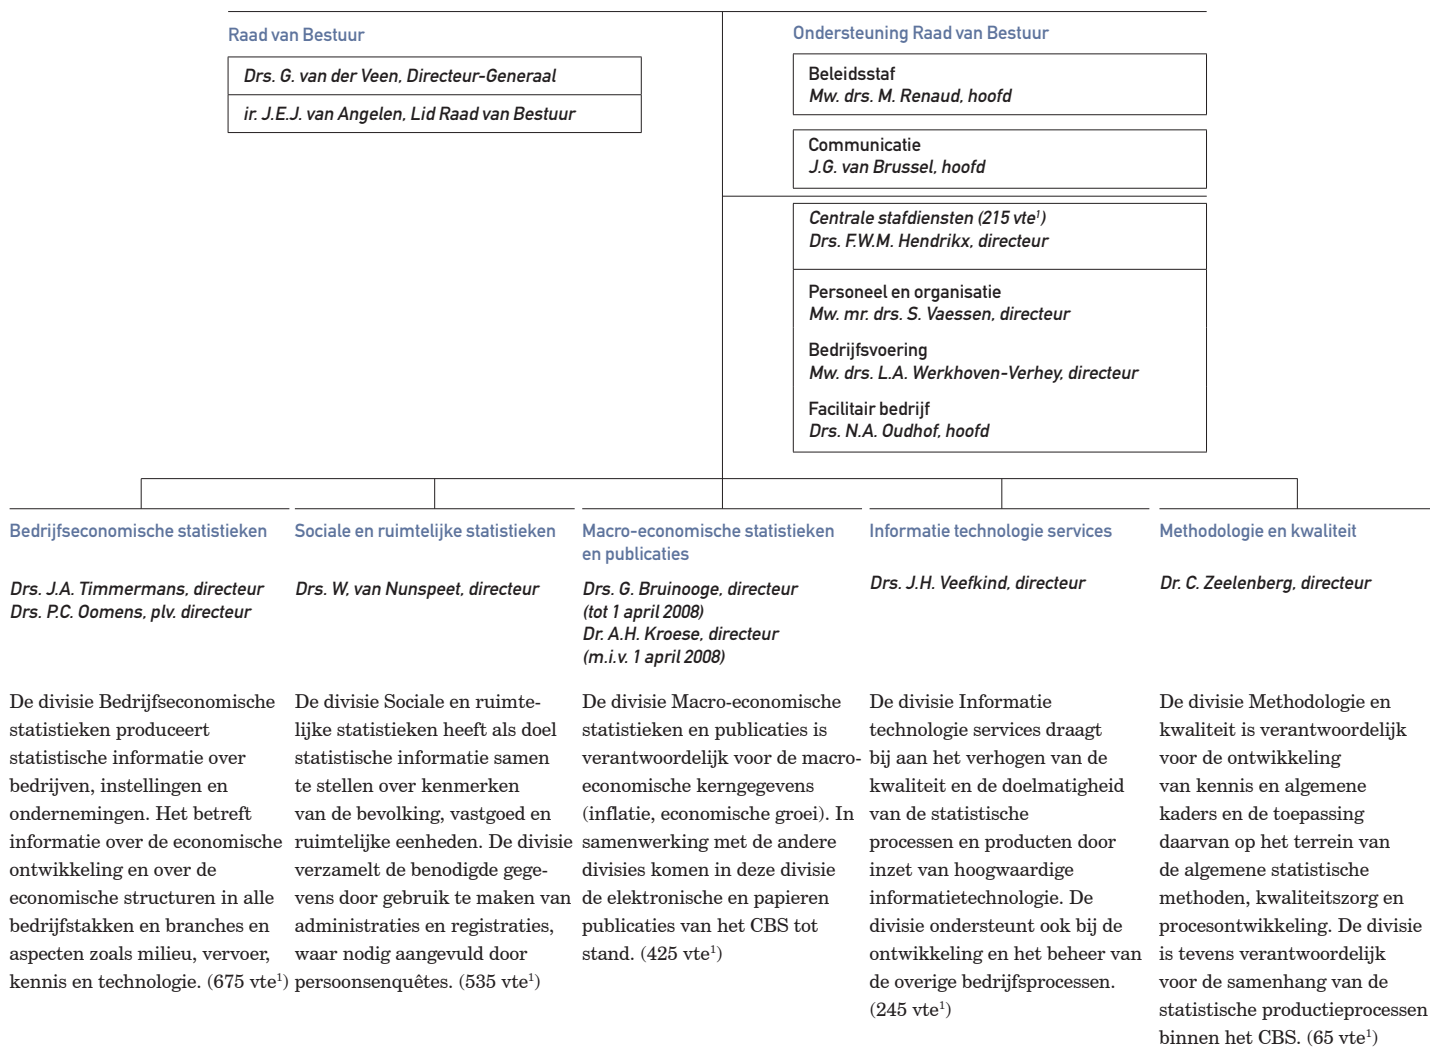 Raad van Bestuur
Drs. G. van der Veen, Directeur-Generaal
ir. J.E.J. van Angelen, Lid Raad van Bestuur
Ondersteuning Raad van Bestuur
Beleidsstaf
Mw. drs. M. Renaud, hoofd
Communicatie
J.G. van Brussel, hoofd
Centrale stafdiensten (215 vte¹)
Drs. F.W.M. Hendrikx, directeur
Personeel en organisatie
Mw. mr. drs. S. Vaessen, directeur
Bedrijfsvoering
Mw. drs. L.A. Werkhoven-Verhey, directeur
Facilitair bedrijf
Drs. N.A. Oudhof, hoofd
Bedrijfseconomische statistieken
Drs. J.A. Timmermans, directeur
Drs. P.C. Oomens, plv. directeur
De divisie Bedrijfseconomische
statistieken produceert
statistische informatie over
bedrijven, instellingen en
ondernemingen. Het betreft
informatie over de economische
ontwikkeling en over de
economische structuren in alle
bedrijfstakken en branches en
aspecten zoals milieu, vervoer,
kennis en technologie. (675 vte¹)
Sociale en ruimtelijke statistieken
Drs. W, van Nunspeet, directeur
De divisie Sociale en ruimte-
lijke statistieken heeft als doel
statistische informatie samen
te stellen over kenmerken
van de bevolking, vastgoed en
ruimtelijke eenheden. De divisie
verzamelt de benodigde gege-
vens door gebruik te maken van
administraties en registraties,
waar nodig aangevuld door
persoonsenquêtes. (535 vte¹)
Macro-economische statistieken
en publicaties
Drs. G. Bruinooge, directeur
(tot 1 april 2008)
Dr. A.H. Kroese, directeur
(m.i.v. 1 april 2008)
De divisie Macro-economische
statistieken en publicaties is
verantwoordelijk voor de macro-
economische kerngegevens
(inflatie, economische groei). In
samenwerking met de andere
divisies komen in deze divisie
de elektronische en papieren
publicaties van het CBS tot
stand. (425 vte¹)
Informatie technologie services
Drs. J.H. Veefkind, directeur
De divisie Informatie
technologie services draagt
bij aan het verhogen van de
kwaliteit en de doelmatigheid
van de statistische
processen en producten door
inzet van hoogwaardige
informatietechnologie. De
divisie ondersteunt ook bij de
ontwikkeling en het beheer van
de overige bedrijfsprocessen.
(245 vte¹)
Methodologie en kwaliteit
Dr. C. Zeelenberg, directeur
De divisie Methodologie en
kwaliteit is verantwoordelijk
voor de ontwikkeling
van kennis en algemene
kaders en de toepassing
daarvan op het terrein van
de algemene statistische
methoden, kwaliteitszorg en
procesontwikkeling. De divisie
is tevens verantwoordelijk
voor de samenhang van de
statistische productieprocessen
binnen het CBS. (65 vte¹)